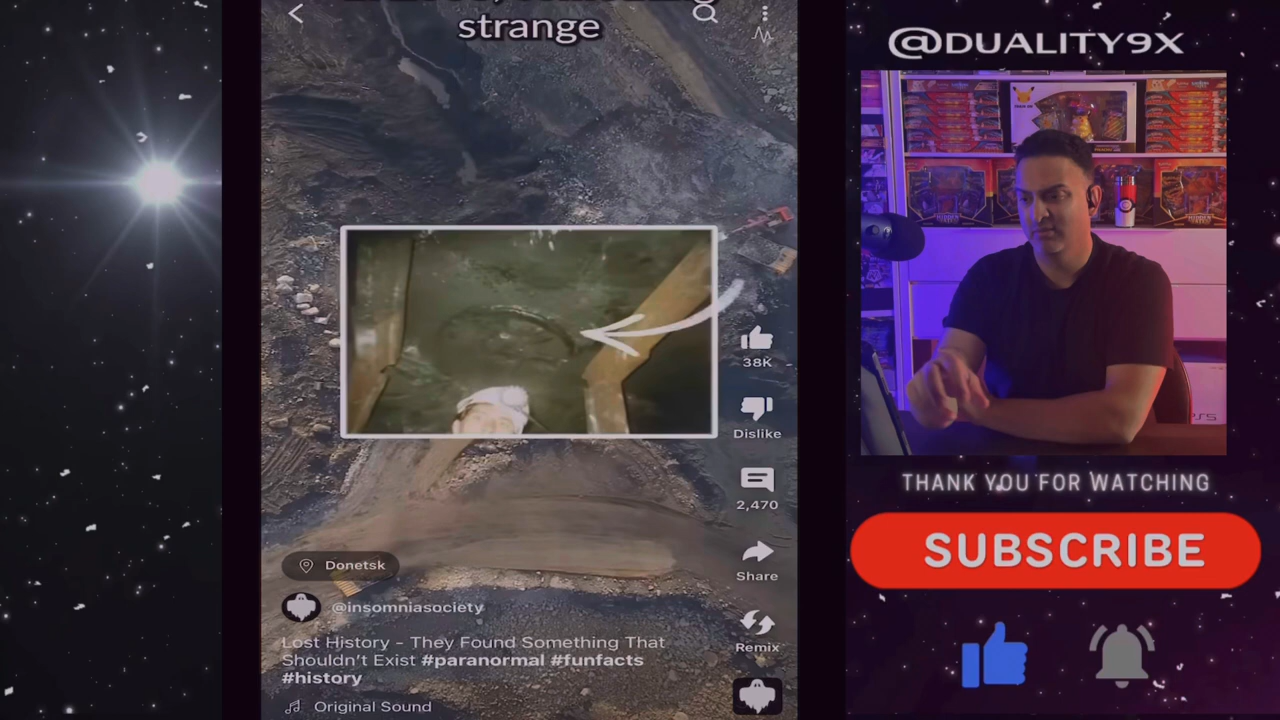 strange
38K
Dislike
2,470
Share
Remix
Donetsk
@insomniasociety
Lost History - They Found Something That
Shouldn't Exist #paranormal #funfacts
#history
Original Sound
@DUALITY9X
PS5
THANK YOU FOR WATCHING
SUBSCRIBE